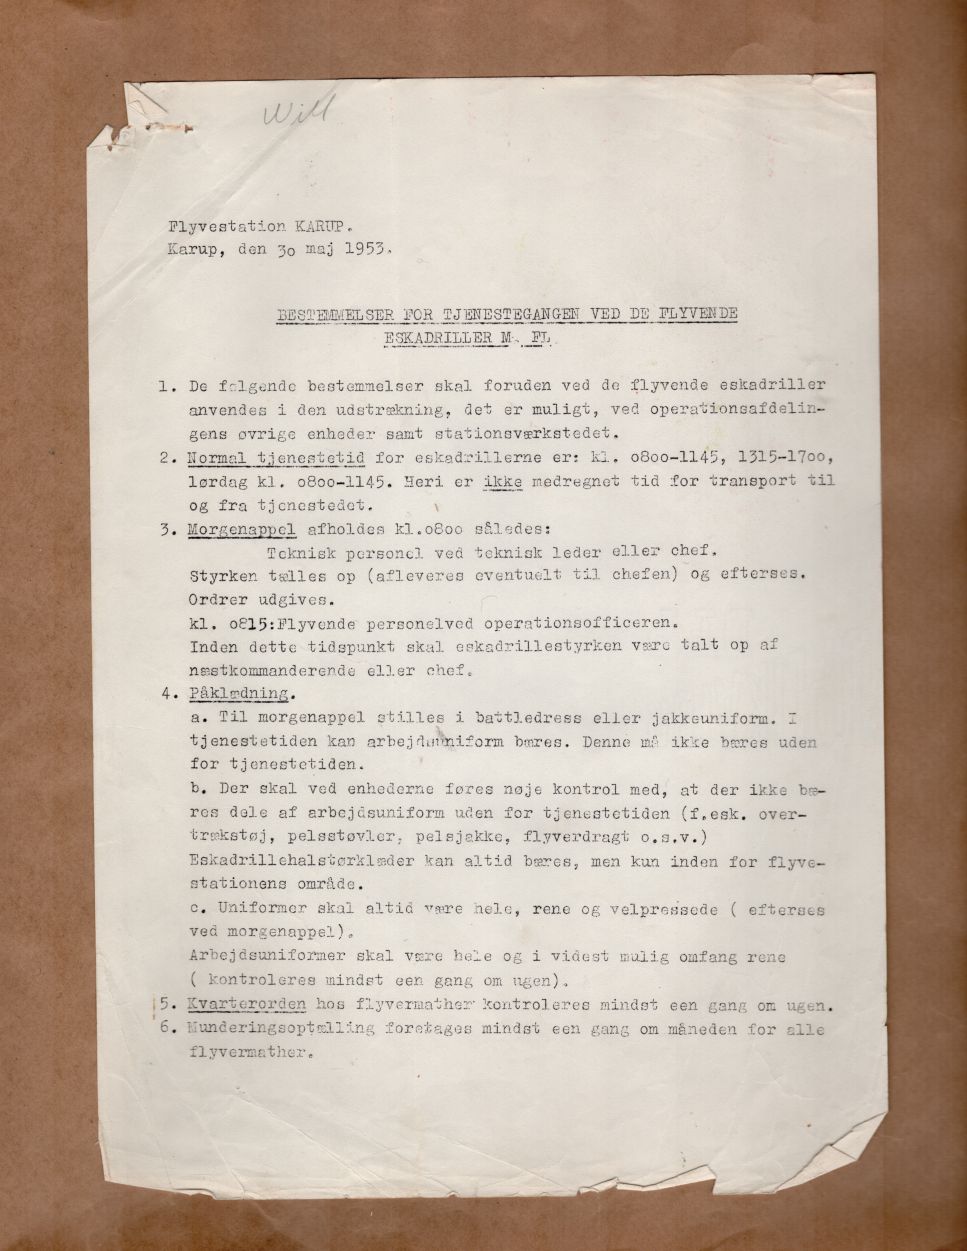 Will
Flyvestation KARUP.
Karup, den 30 maj 1953.
BESTEMMELSER FOR TJENESTEGANGEN VED DE FLYVENDE
ESKADRILLER M. FL.
1. De følgende bestemmelser skal foruden ved de flyvende eskadriller
anvendes i den udstrækning, det er muligt, ved operationsafdelin-
gens øvrige enheder samt stationsværkstedet.
2. Normal tjenestetid for eskadrillerne er: kl. o8oo-1145, 1315-17oo,
lørdag kl. o8oo-1145. Heri er ikke medregnet tid for transport til
og fra tjenestedet.
3. Morgenappel afholdes kl.o8oo således:
Teknisk personel ved teknisk leder eller chef.
Styrken tælles op (afleveres eventuelt til chefen) og efterses.
Ordrer udgives.
kl. o815:Flyvende personelved operationsofficeren.
Inden dette tidspunkt skal eskadrillestyrken være talt op af
næstkommanderende eller chef.
4. Påklædning.
a. Til morgenappel stilles i battledress eller jakkeuniform. I
tjenestetiden kan arbejdsuniform bæres. Denne må ikke bæres uden
for tjenestetiden.
b. Der skal ved enhederne føres nøje kontrol med, at der ikke bæ-
res dele af arbejdsuniform uden for tjenestetiden (f.esk. over-
trækstøj, pelsstøvler, pelsjakke, flyverdragt o.s.v.)
Eskadrillehalstørklæder kan altid bæres, men kun inden for flyve-
stationens område.
c. Uniformer skal altid være hele, rene og velpressede ( efterses
ved morgenappel).
Arbejdsuniformer skal være hele og i videst mulig omfang rene
( kontroleres mindst een gang om ugen).
5. Kvarterorden hos flyvermather kontroleres mindst een gang om ugen.
6. Munderingsoptælling foretages mindst een gang om måneden for alle
flyvermather.